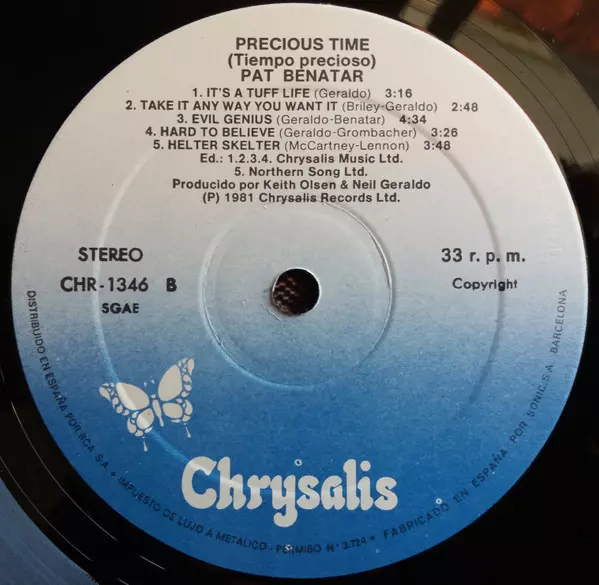 PRECIOUS TIME
(Tiempo precioso)
PAT BENATAR
1. IT'S A TUFF LIFE (Geraldo) 3:16
2. TAKE IT ANY WAY YOU WANT IT (Briley-Geraldo) 2:48
3. EVIL GENIUS (Geraldo-Benatar) 4:34
4. HARD TO BELIEVE (Geraldo-Grombacher) 3:26
5. HELTER SKELTER (McCartney-Lennon) 3:48
Ed.: 1.2.3.4. Chrysalis Music Ltd.
5. Northern Song Ltd.
Producido por Keith Olsen & Neil Geraldo
(P) 1981 Chrysalis Records Ltd.
STEREO
33 r. p. m.
CHR-1346 B
Copyright
SGAE
Chrysalis
DISTRIBUIDO EN ESPAÑA POR RCA S.A. • IMPUESTO DE LUJO A METALICO - PERMISO N° 3.724 • FABRICADO EN ESPAÑA POR SONIC, S.A. BARCELONA